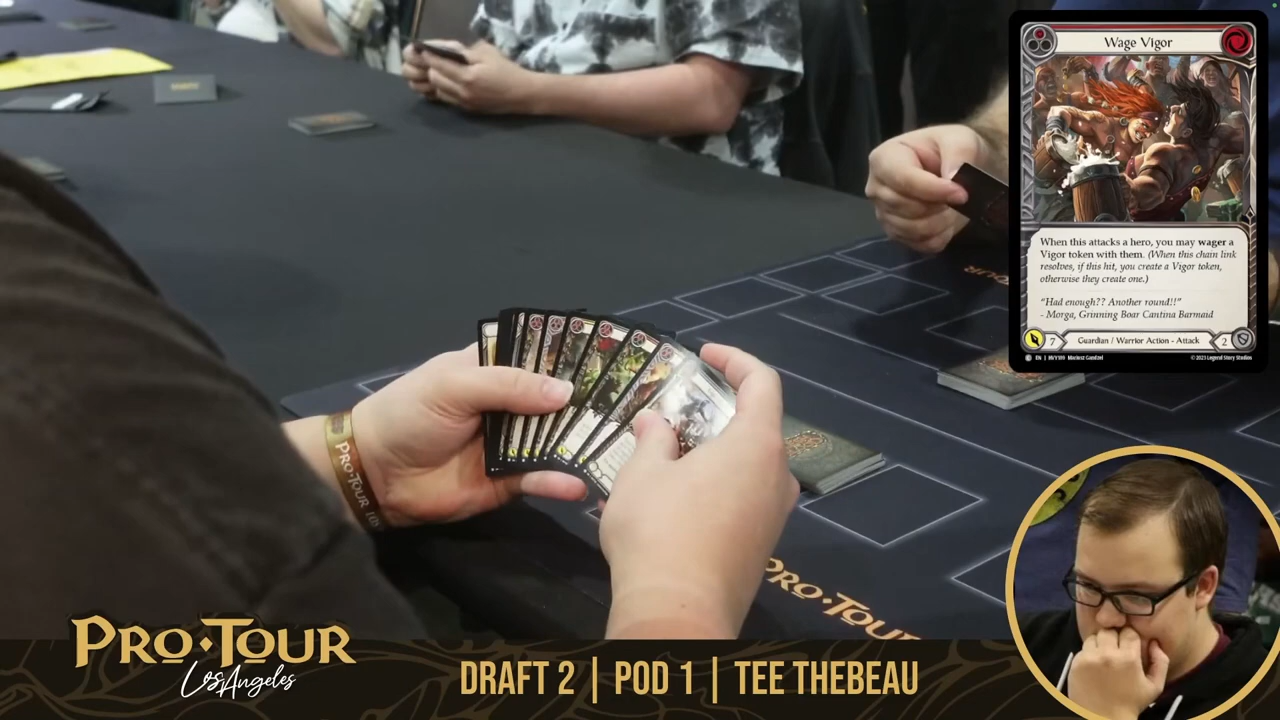 Wage Vigor
When this attacks a hero, you may wager a
Vigor token with them. (When this chain link
resolves, if this hit, you create a Vigor token,
otherwise they create one.)
"Had enough?? Another round!!"
- Morga, Grinning Boar Cantina Barmaid
7 Guardian / Warrior Action - Attack 2
PRO-TOUR
PRO·TOUR
PRO·TOUR
Los Angeles
DRAFT 2 | POD 1 | TEE THEBEAU